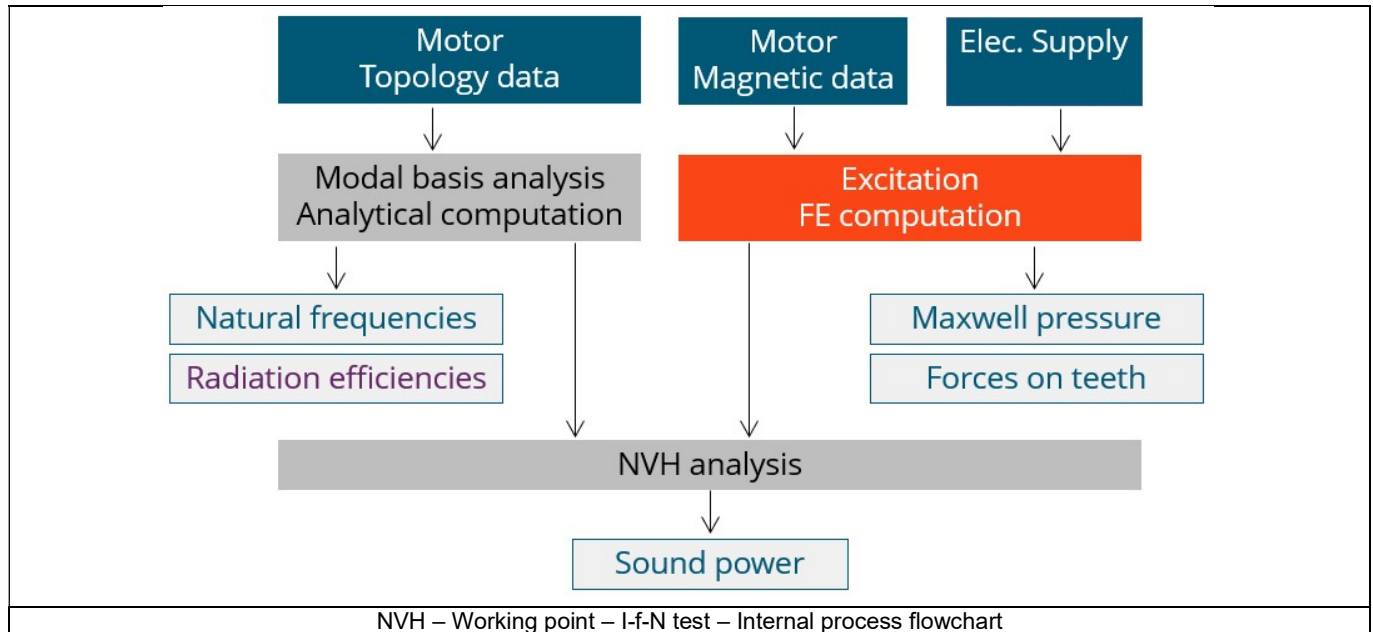 Motor
Topology data
Motor
Magnetic data
Elec. Supply
Modal basis analysis
Analytical computation
Excitation
FE computation
Natural frequencies
Radiation efficiencies
Maxwell pressure
Forces on teeth
NVH analysis
Sound power
NVH – Working point – I-f-N test – Internal process flowchart